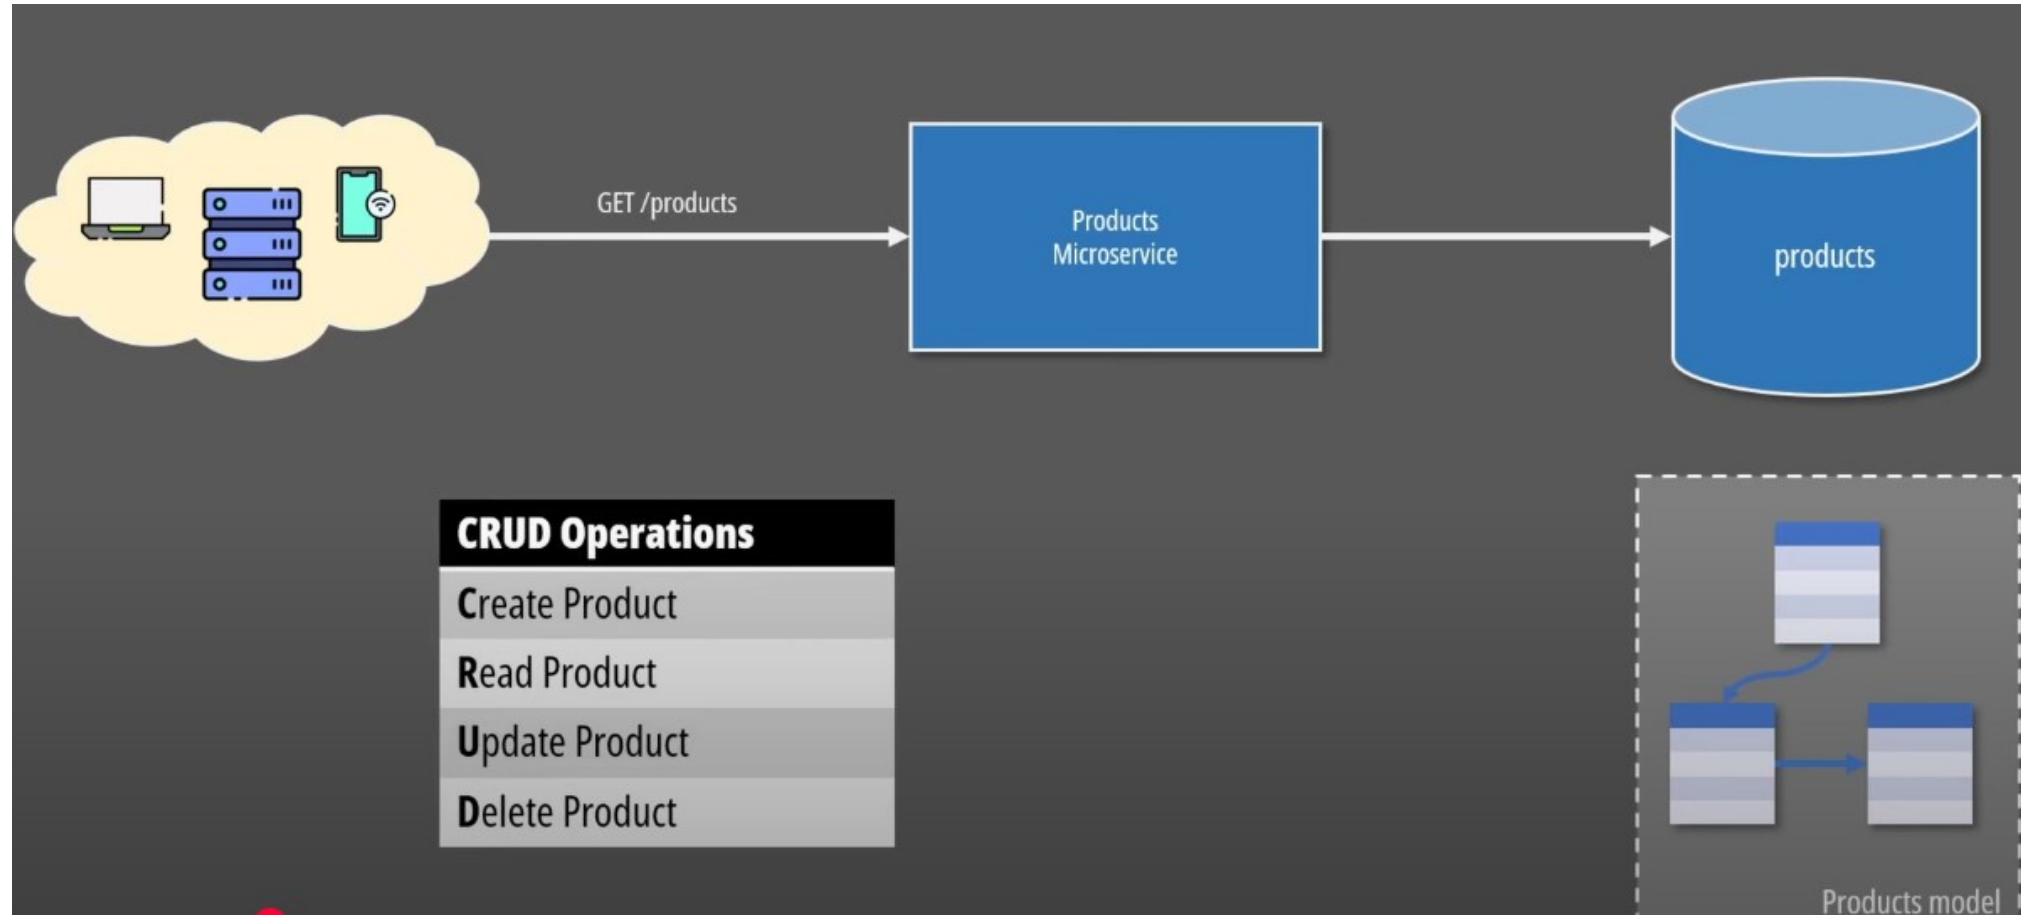 GET /products
Products
Microservice
products
CRUD Operations
Create Product
Read Product
Update Product
Delete Product
Products model